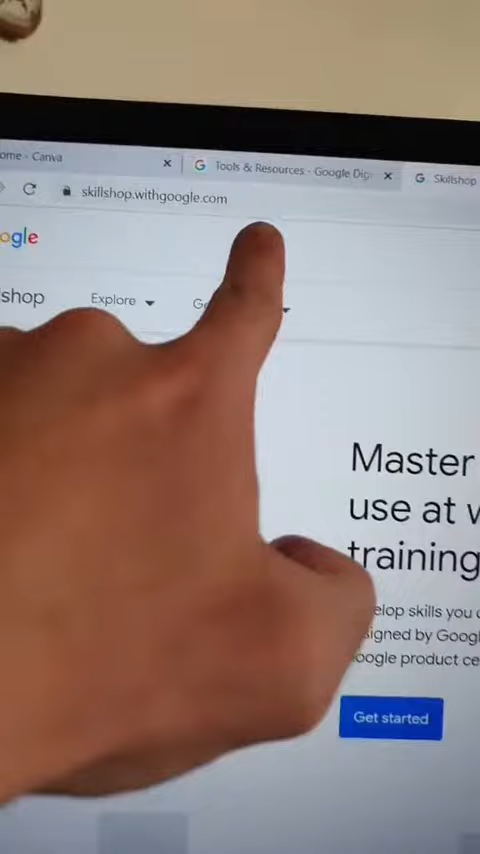 ome - Canva
Tools & Resources - Google Dig
Skillshop
skillshop.withgoogle.com
ogle
shop
Explore
Master
use at w
training
elop skills you
signed by Googl
oogle product ce
Get started